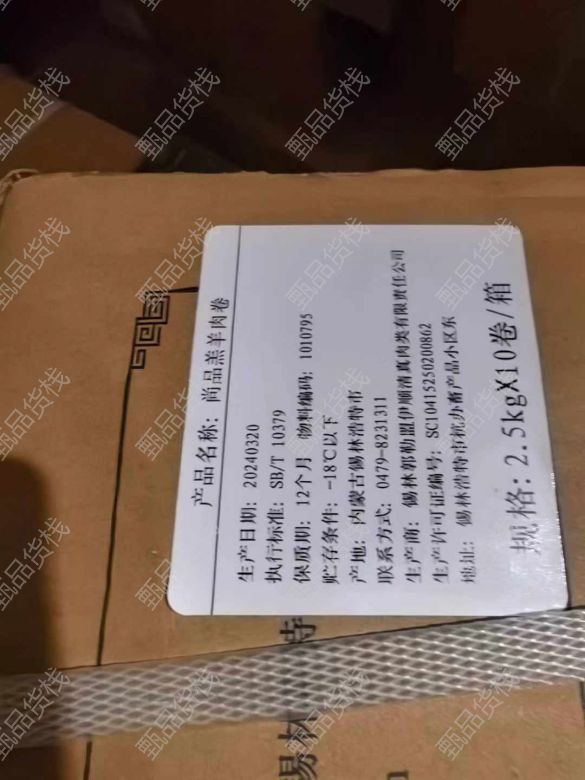 产品名称: 尚品羔羊肉卷
生产日期: 20240320
执行标准: SB/T 10379
保质期: 12个月 物料编码: 1010795
贮存条件: -18℃以下
产地: 内蒙古锡林浩特市
联系方式: 0479-8231311
生产商: 锡林郭勒盟伊顺清真肉类有限责任公司
生产许可证编号: SC10415250200862
地址: 锡林浩特市杭办畜产品小区东
规格: 2.5kgX10卷/箱
锡林
特
甄品货栈